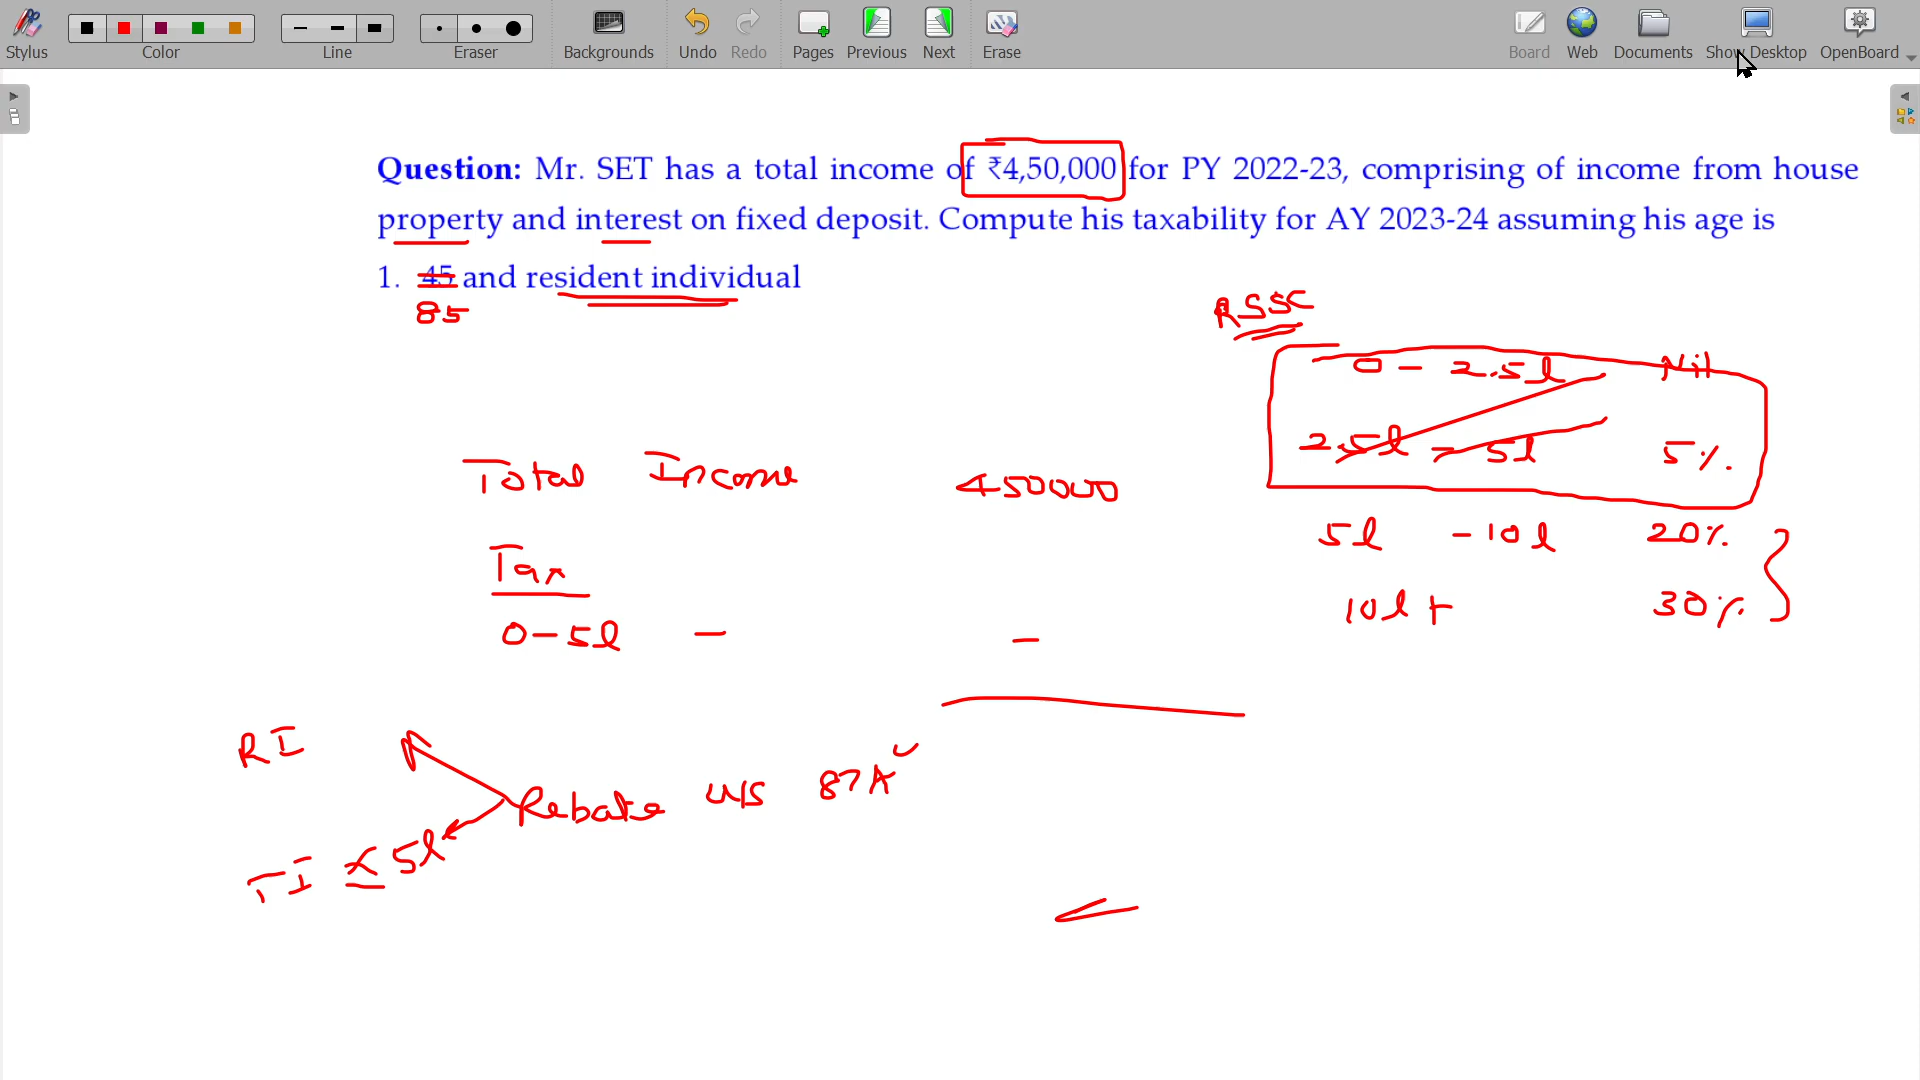 Stylus Color Line Eraser Backgrounds Undo Redo Pages Previous Next Erase Board Web Documents Show Desktop OpenBoard
Question: Mr. SET has a total income of ₹4,50,000 for PY 2022-23, comprising of income from house
property and interest on fixed deposit. Compute his taxability for AY 2023-24 assuming his age is
1. 45 and resident individual
85
RSSC
0 - 2.5l Nil
2.5l - 5l 5%
Total Income 450000
5l - 10l 20%
Tax
10l + 30%
0 - 5l - -
RI
Rebate u/s 87A
TI ≤ 5l